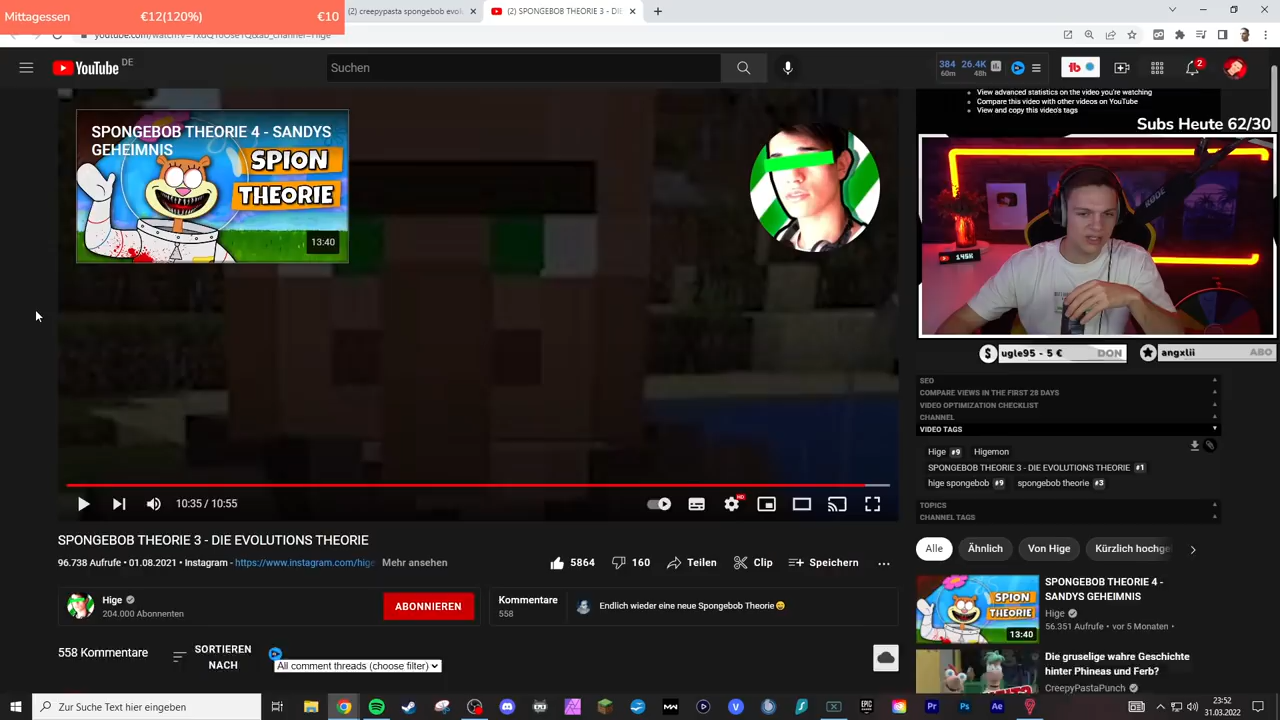 Mittagessen €12(120%) €10
(2) creepypasta spongebob evol
(2) SPONGEBOB THEORIE 3 - DIE
YouTube DE
Suchen
384 26.4K
60m 48h
2
View advanced statistics on the video you're watching
Compare this video with other videos on YouTube
View and copy this video's tags
Subs Heute 62/30
SPONGEBOB THEORIE 4 - SANDYS
GEHEIMNIS
SPION
THEORIE
13:40
145K
ugle95 - 5 € DON
angxlii ABO
SEO
COMPARE VIEWS IN THE FIRST 28 DAYS
VIDEO OPTIMIZATION CHECKLIST
CHANNEL
VIDEO TAGS
Hige #9 Higemon
SPONGEBOB THEORIE 3 - DIE EVOLUTIONS THEORIE #1
hige spongebob #9 spongebob theorie #3
TOPICS
CHANNEL TAGS
10:35 / 10:55
HD
SPONGEBOB THEORIE 3 - DIE EVOLUTIONS THEORIE
96.738 Aufrufe • 01.08.2021 • Instagram - https://www.instagram.com/hige Mehr ansehen
5864 160 Teilen Clip Speichern
Hige
204.000 Abonnenten
ABONNIEREN
Kommentare
558
Endlich wieder eine neue Spongebob Theorie😅
558 Kommentare
SORTIEREN
NACH
All comment threads (choose filter)
Alle Ähnlich Von Hige Kürzlich hochge
SPION
THEORIE
13:40
SPONGEBOB THEORIE 4 -
SANDYS GEHEIMNIS
Hige
56.351 Aufrufe • vor 5 Monaten •
Die gruselige wahre Geschichte
hinter Phineas und Ferb?
CreepyPastaPunch
Zur Suche Text hier eingeben
23:52
31.03.2022